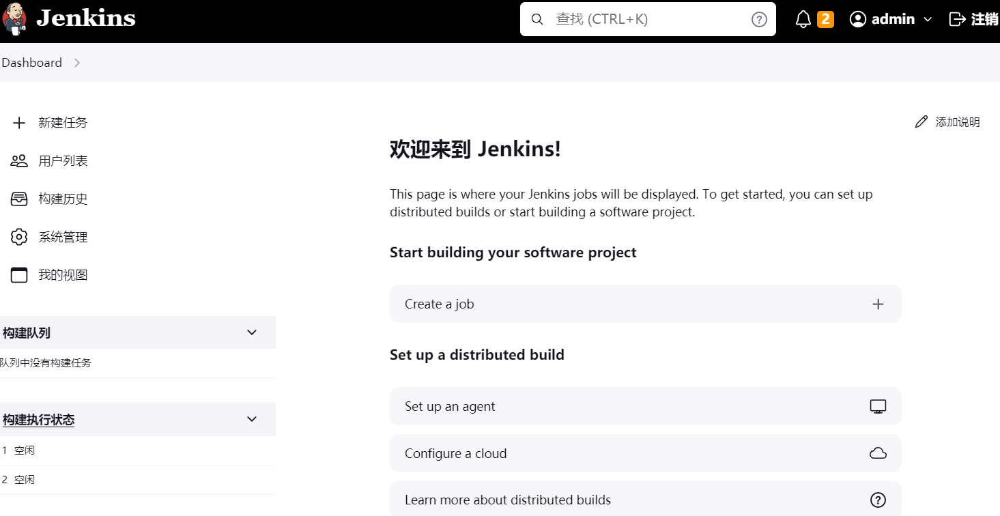 Jenkins
查找 (CTRL+K)
2
admin
注销
Dashboard
新建任务
用户列表
构建历史
系统管理
我的视图
构建队列
队列中没有构建任务
构建执行状态
1 空闲
2 空闲
添加说明
欢迎来到 Jenkins!
This page is where your Jenkins jobs will be displayed. To get started, you can set up
distributed builds or start building a software project.
Start building your software project
Create a job
Set up a distributed build
Set up an agent
Configure a cloud
Learn more about distributed builds